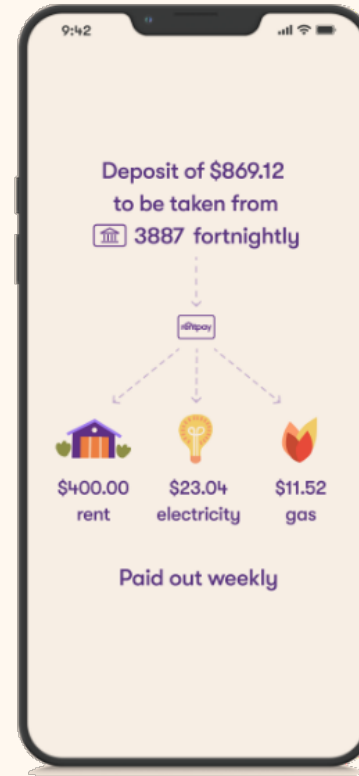 9:42
Deposit of $869.12
to be taken from
3887 fortnightly
rentpay
$400.00 $23.04 $11.52
rent electricity gas
Paid out weekly